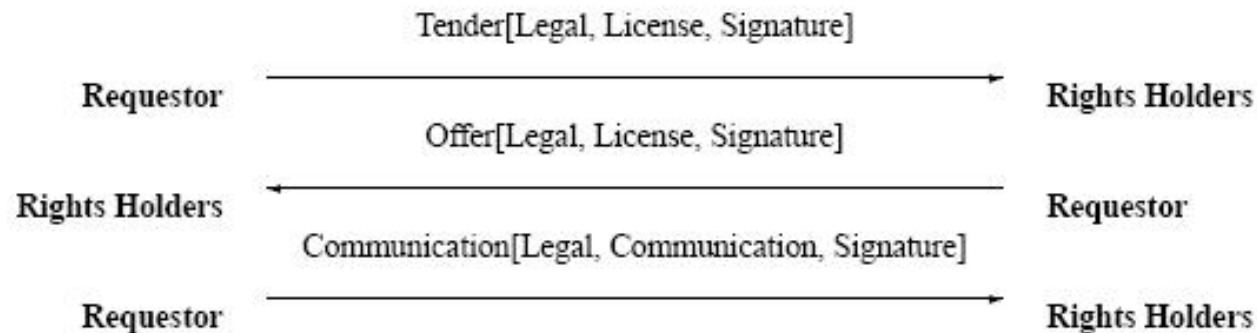 Tender[Legal, License, Signature]
Requestor Rights Holders
Offer[Legal, License, Signature]
Rights Holders Requestor
Communication[Legal, Communication, Signature]
Requestor Rights Holders